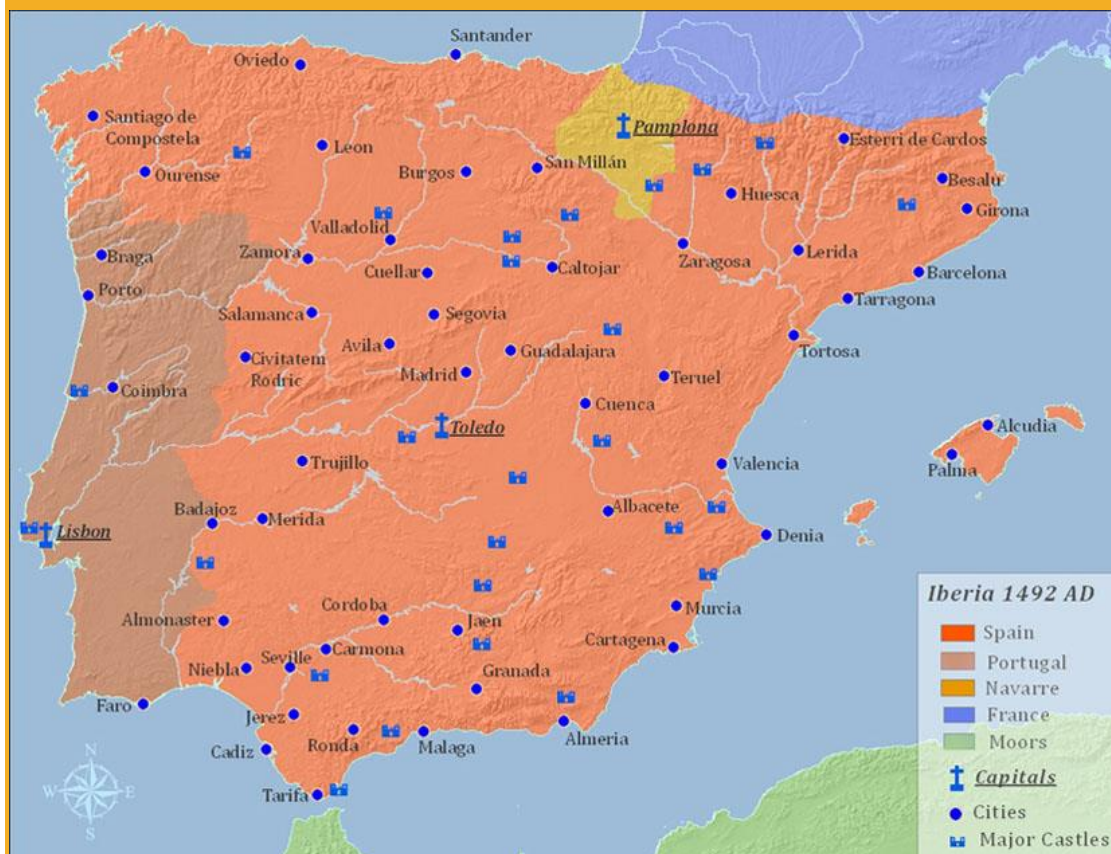 Santander
Oviedo
Santiago de
Compostela
Pamplona
Leon
Esterri de Cardos
Ourense
Burgos
San Millán
Besalu
Huesca
Girona
Valladolid
Braga
Zamora
Zaragosa
Lerida
Cuellar
Caltojar
Barcelona
Porto
Tarragona
Salamanca
Segovia
Avila
Guadalajara
Tortosa
Civitatem
Rodric
Madrid
Teruel
Coimbra
Cuenca
Toledo
Alcudia
Trujillo
Valencia
Palma
Badajoz
Merida
Albacete
Lisbon
Denia
Almonaster
Cordoba
Jaen
Murcia
Cartagena
Carmona
Seville
Niebla
Granada
Faro
Jerez
Cadiz
Ronda
Malaga
Almeria
Tarifa
N
W E
S
Iberia 1492 AD
Spain
Portugal
Navarre
France
Moors
Capitals
Cities
Major Castles